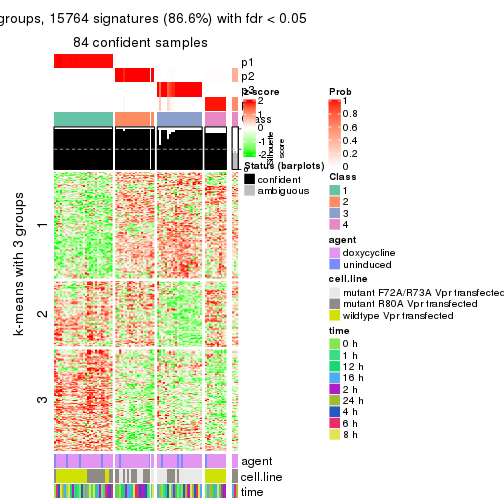 groups, 15764 signatures (86.6%) with fdr < 0.05
84 confident samples
p1
p2
p3
z-score
2
1
0
-1
-2
Silhouette
score
Status (barplots)
confident
ambiguous
Prob
1
0.8
0.6
0.4
0.2
0
Class
1
2
3
4
agent
doxycycline
uninduced
cell.line
mutant F72A/R73A Vpr transfected
mutant R80A Vpr transfected
wildtype Vpr transfected
time
0 h
1 h
12 h
16 h
2 h
24 h
4 h
6 h
8 h
k-means with 3 groups
1
2
3
agent
cell.line
time